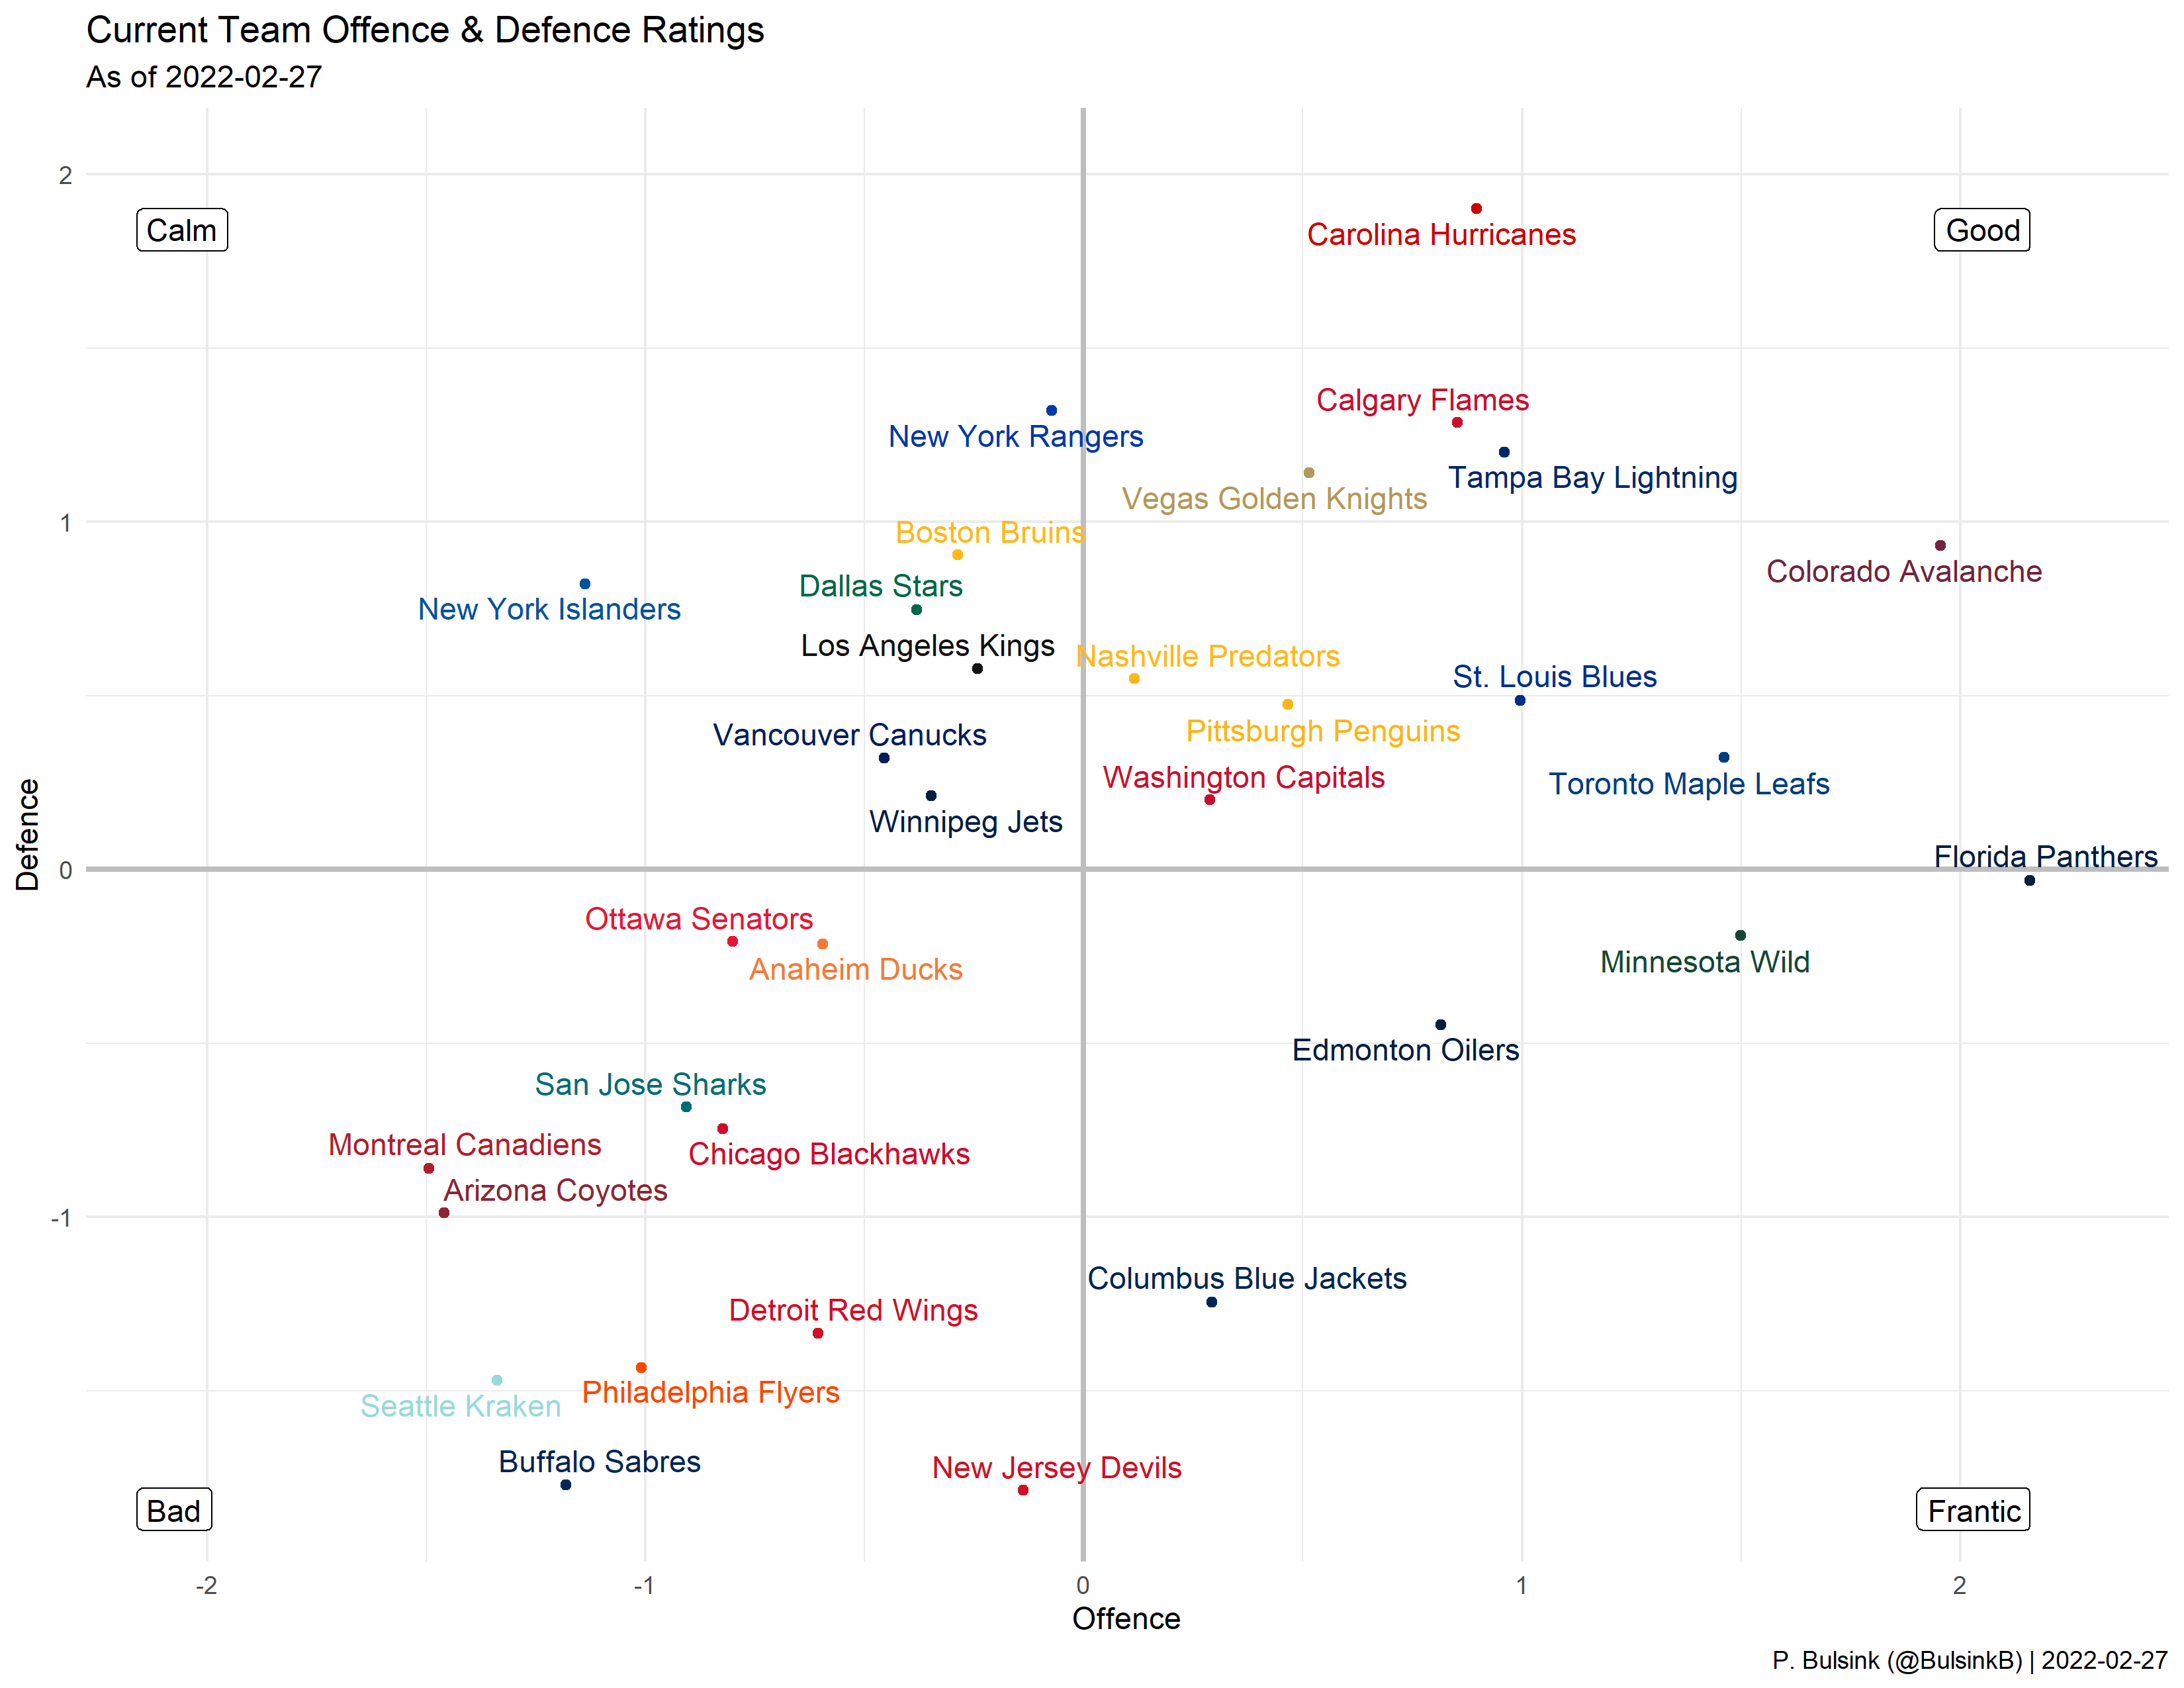 Current Team Offence & Defence Ratings
As of 2022-02-27
2
Calm
Good
Carolina Hurricanes
Calgary Flames
New York Rangers
Tampa Bay Lightning
Vegas Golden Knights
1
Boston Bruins
Colorado Avalanche
Dallas Stars
New York Islanders
Los Angeles Kings
Nashville Predators
St. Louis Blues
Pittsburgh Penguins
Vancouver Canucks
Washington Capitals
Toronto Maple Leafs
Winnipeg Jets
Defence
Florida Panthers
0
Ottawa Senators
Anaheim Ducks
Minnesota Wild
Edmonton Oilers
San Jose Sharks
Montreal Canadiens
Chicago Blackhawks
Arizona Coyotes
-1
Columbus Blue Jackets
Detroit Red Wings
Philadelphia Flyers
Seattle Kraken
Buffalo Sabres
New Jersey Devils
Bad
Frantic
-2 -1 0 1 2
Offence
P. Bulsink (@BulsinkB) | 2022-02-27